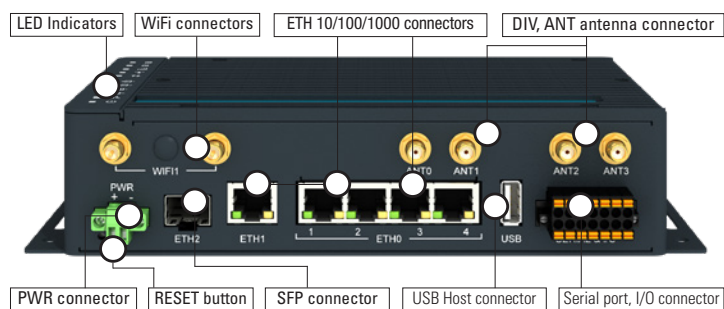 LED Indicators
WiFi connectors
ETH 10/100/1000 connectors
DIV, ANT antenna connector
WIFI1
ANT0
ANT1
ANT2
ANT3
PWR
+ -
ETH2
ETH1
1 2 ETH0 3 4
USB
PWR connector
RESET button
SFP connector
USB Host connector
Serial port, I/O connector